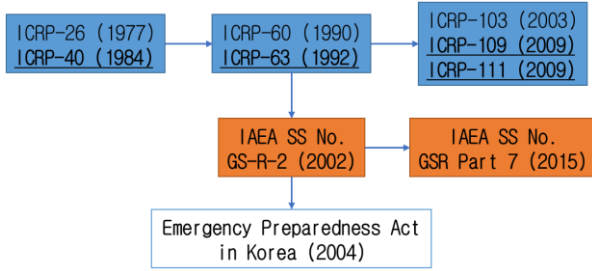 ICRP-26 (1977)
ICRP-40 (1984)
ICRP-60 (1990)
ICRP-63 (1992)
ICRP-103 (2003)
ICRP-109 (2009)
ICRP-111 (2009)
IAEA SS No.
GS-R-2 (2002)
IAEA SS No.
GSR Part 7 (2015)
Emergency Preparedness Act
in Korea (2004)